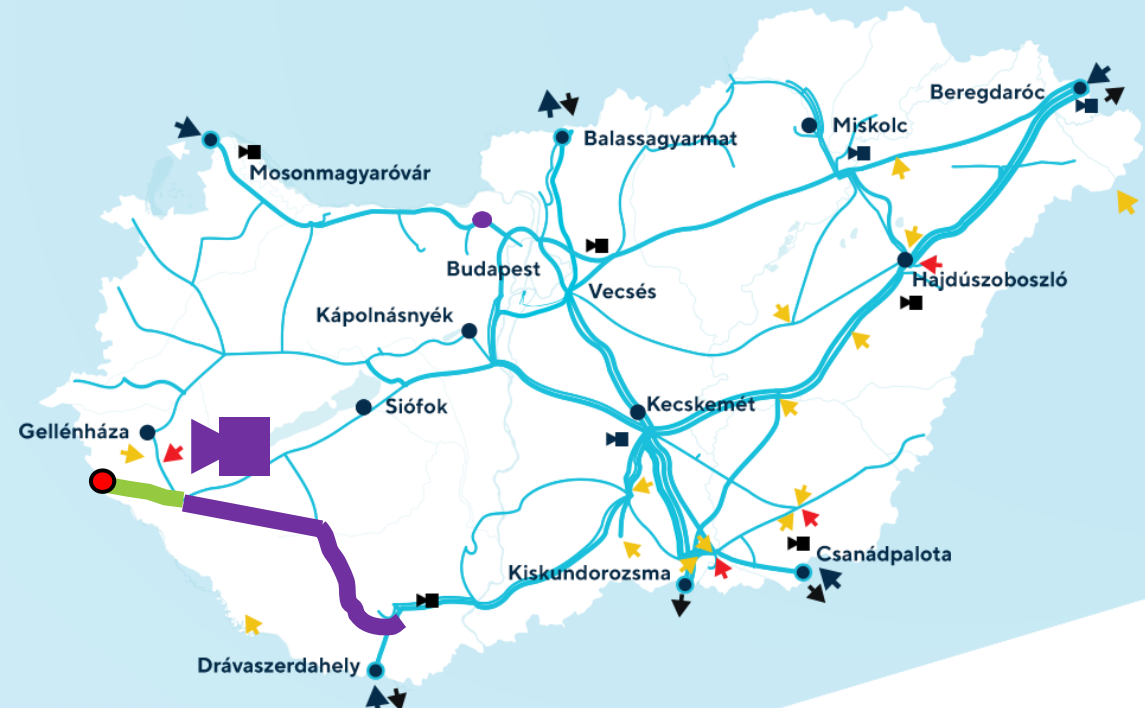 Beregdaróc
Miskolc
Balassagyarmat
Mosonmagyaróvár
Budapest
Hajdúszoboszló
Vecsés
Kápolnásnyék
Siófok
Kecskemét
Gellénháza
Csanádpalota
Kiskundorozsma
Drávaszerdahely